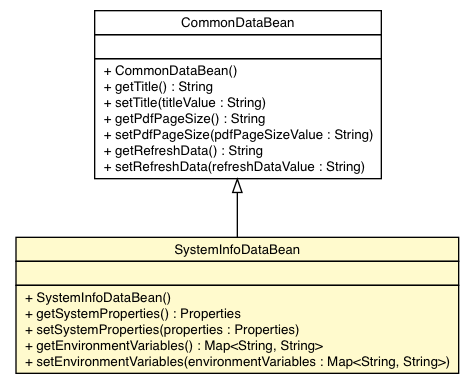 CommonDataBean
+ CommonDataBean()
+ getTitle() : String
+ setTitle(titleValue : String)
+ getPdfPageSize() : String
+ setPdfPageSize(pdfPageSizeValue : String)
+ getRefreshData() : String
+ setRefreshData(refreshDataValue : String)
SystemInfoDataBean
+ SystemInfoDataBean()
+ getSystemProperties() : Properties
+ setSystemProperties(properties : Properties)
+ getEnvironmentVariables() : Map<String, String>
+ setEnvironmentVariables(environmentVariables : Map<String, String>)